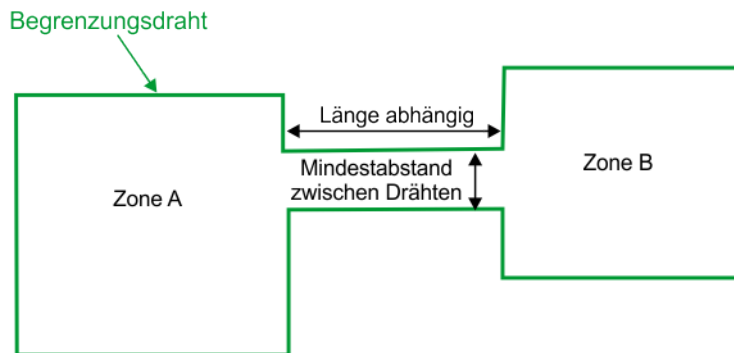 Begrenzungsdraht
Länge abhängig
Mindestabstand
zwischen Drähten
Zone A
Zone B